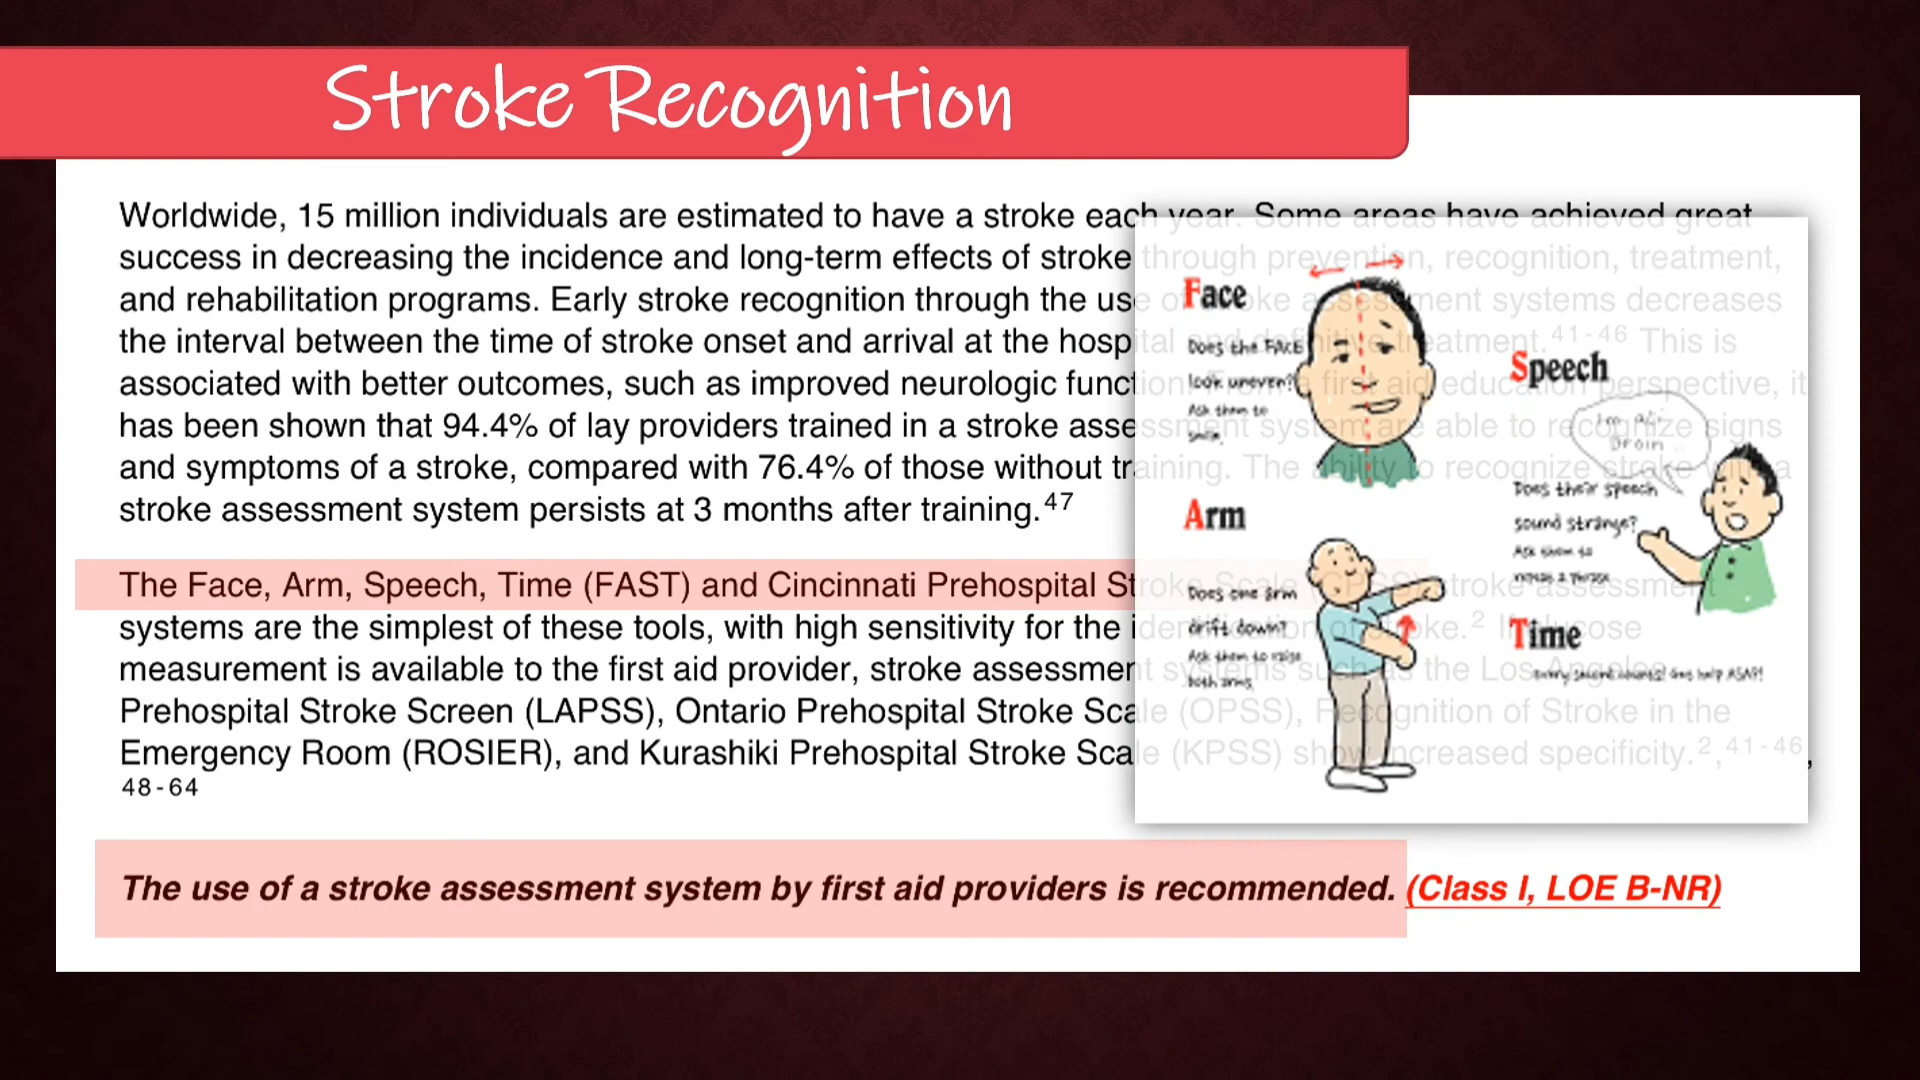 Stroke Recognition
Worldwide, 15 million individuals are estimated to have a stroke each year. Some areas have achieved great
success in decreasing the incidence and long-term effects of stroke through prevention, recognition, treatment,
and rehabilitation programs. Early stroke recognition through the use of stroke assessment systems decreases
the interval between the time of stroke onset and arrival at the hospital and definitive treatment.41-46 This is
associated with better outcomes, such as improved neurologic function. From a first aid education perspective, it
has been shown that 94.4% of lay providers trained in a stroke assessment system are able to recognize signs
and symptoms of a stroke, compared with 76.4% of those without training. The ability to recognize stroke with a
stroke assessment system persists at 3 months after training.47
The Face, Arm, Speech, Time (FAST) and Cincinnati Prehospital Stroke Scale (CPSS) stroke assessment
systems are the simplest of these tools, with high sensitivity for the identification of stroke.2 If glucose
measurement is available to the first aid provider, stroke assessment systems such as the Los Angeles
Prehospital Stroke Screen (LAPSS), Ontario Prehospital Stroke Scale (OPSS), Recognition of Stroke in the
Emergency Room (ROSIER), and Kurashiki Prehospital Stroke Scale (KPSS) show increased specificity.2,41-46,
48-64
The use of a stroke assessment system by first aid providers is recommended. (Class I, LOE B-NR)
Face
Does the FACE
look uneven?
Ask them to
smile.
Arm
Does one arm
drift down?
Ask them to raise
both arms.
Speech
Does their speech
sound strange?
Ask them to
repeat a phrase
Time
Every second counts! Get help ASAP!